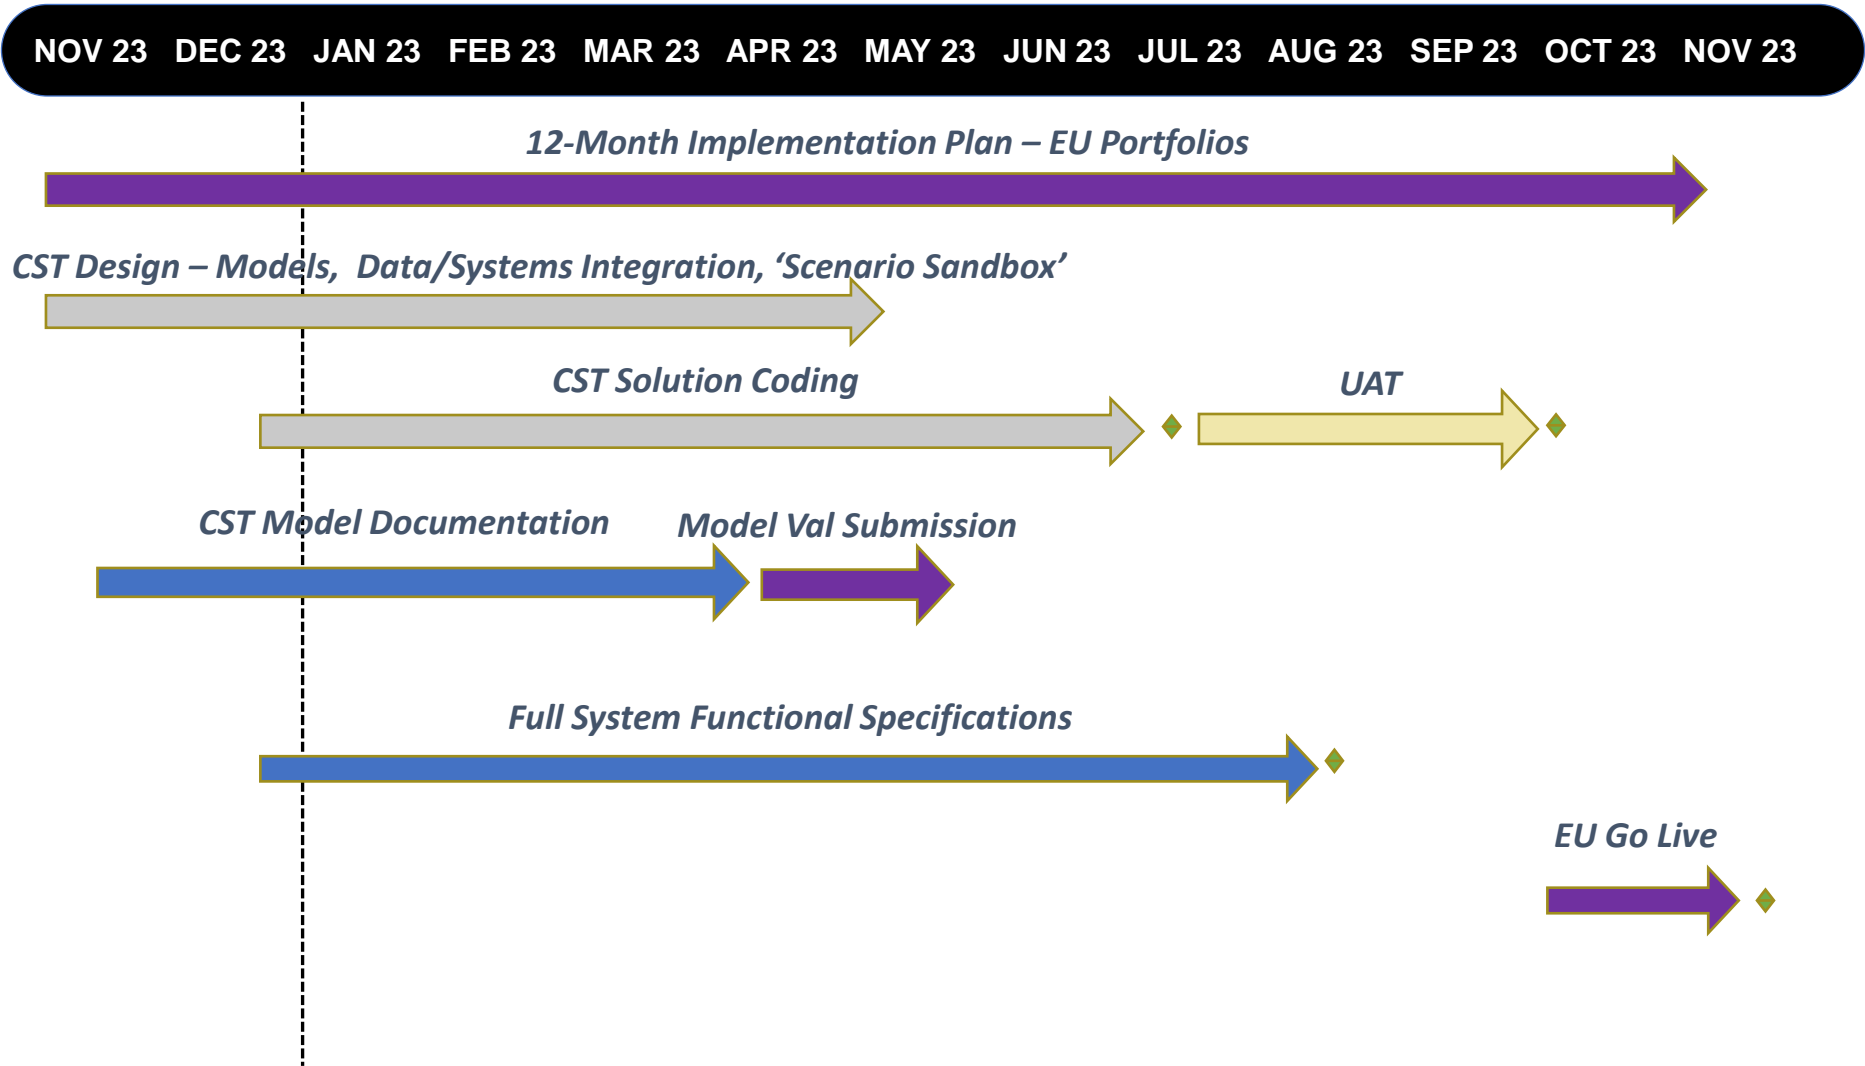 NOV 23 DEC 23 JAN 23 FEB 23 MAR 23 APR 23 MAY 23 JUN 23 JUL 23 AUG 23 SEP 23 OCT 23 NOV 23
12-Month Implementation Plan – EU Portfolios
CST Design – Models, Data/Systems Integration, ‘Scenario Sandbox’
CST Solution Coding
UAT
CST Model Documentation
Model Val Submission
Full System Functional Specifications
EU Go Live